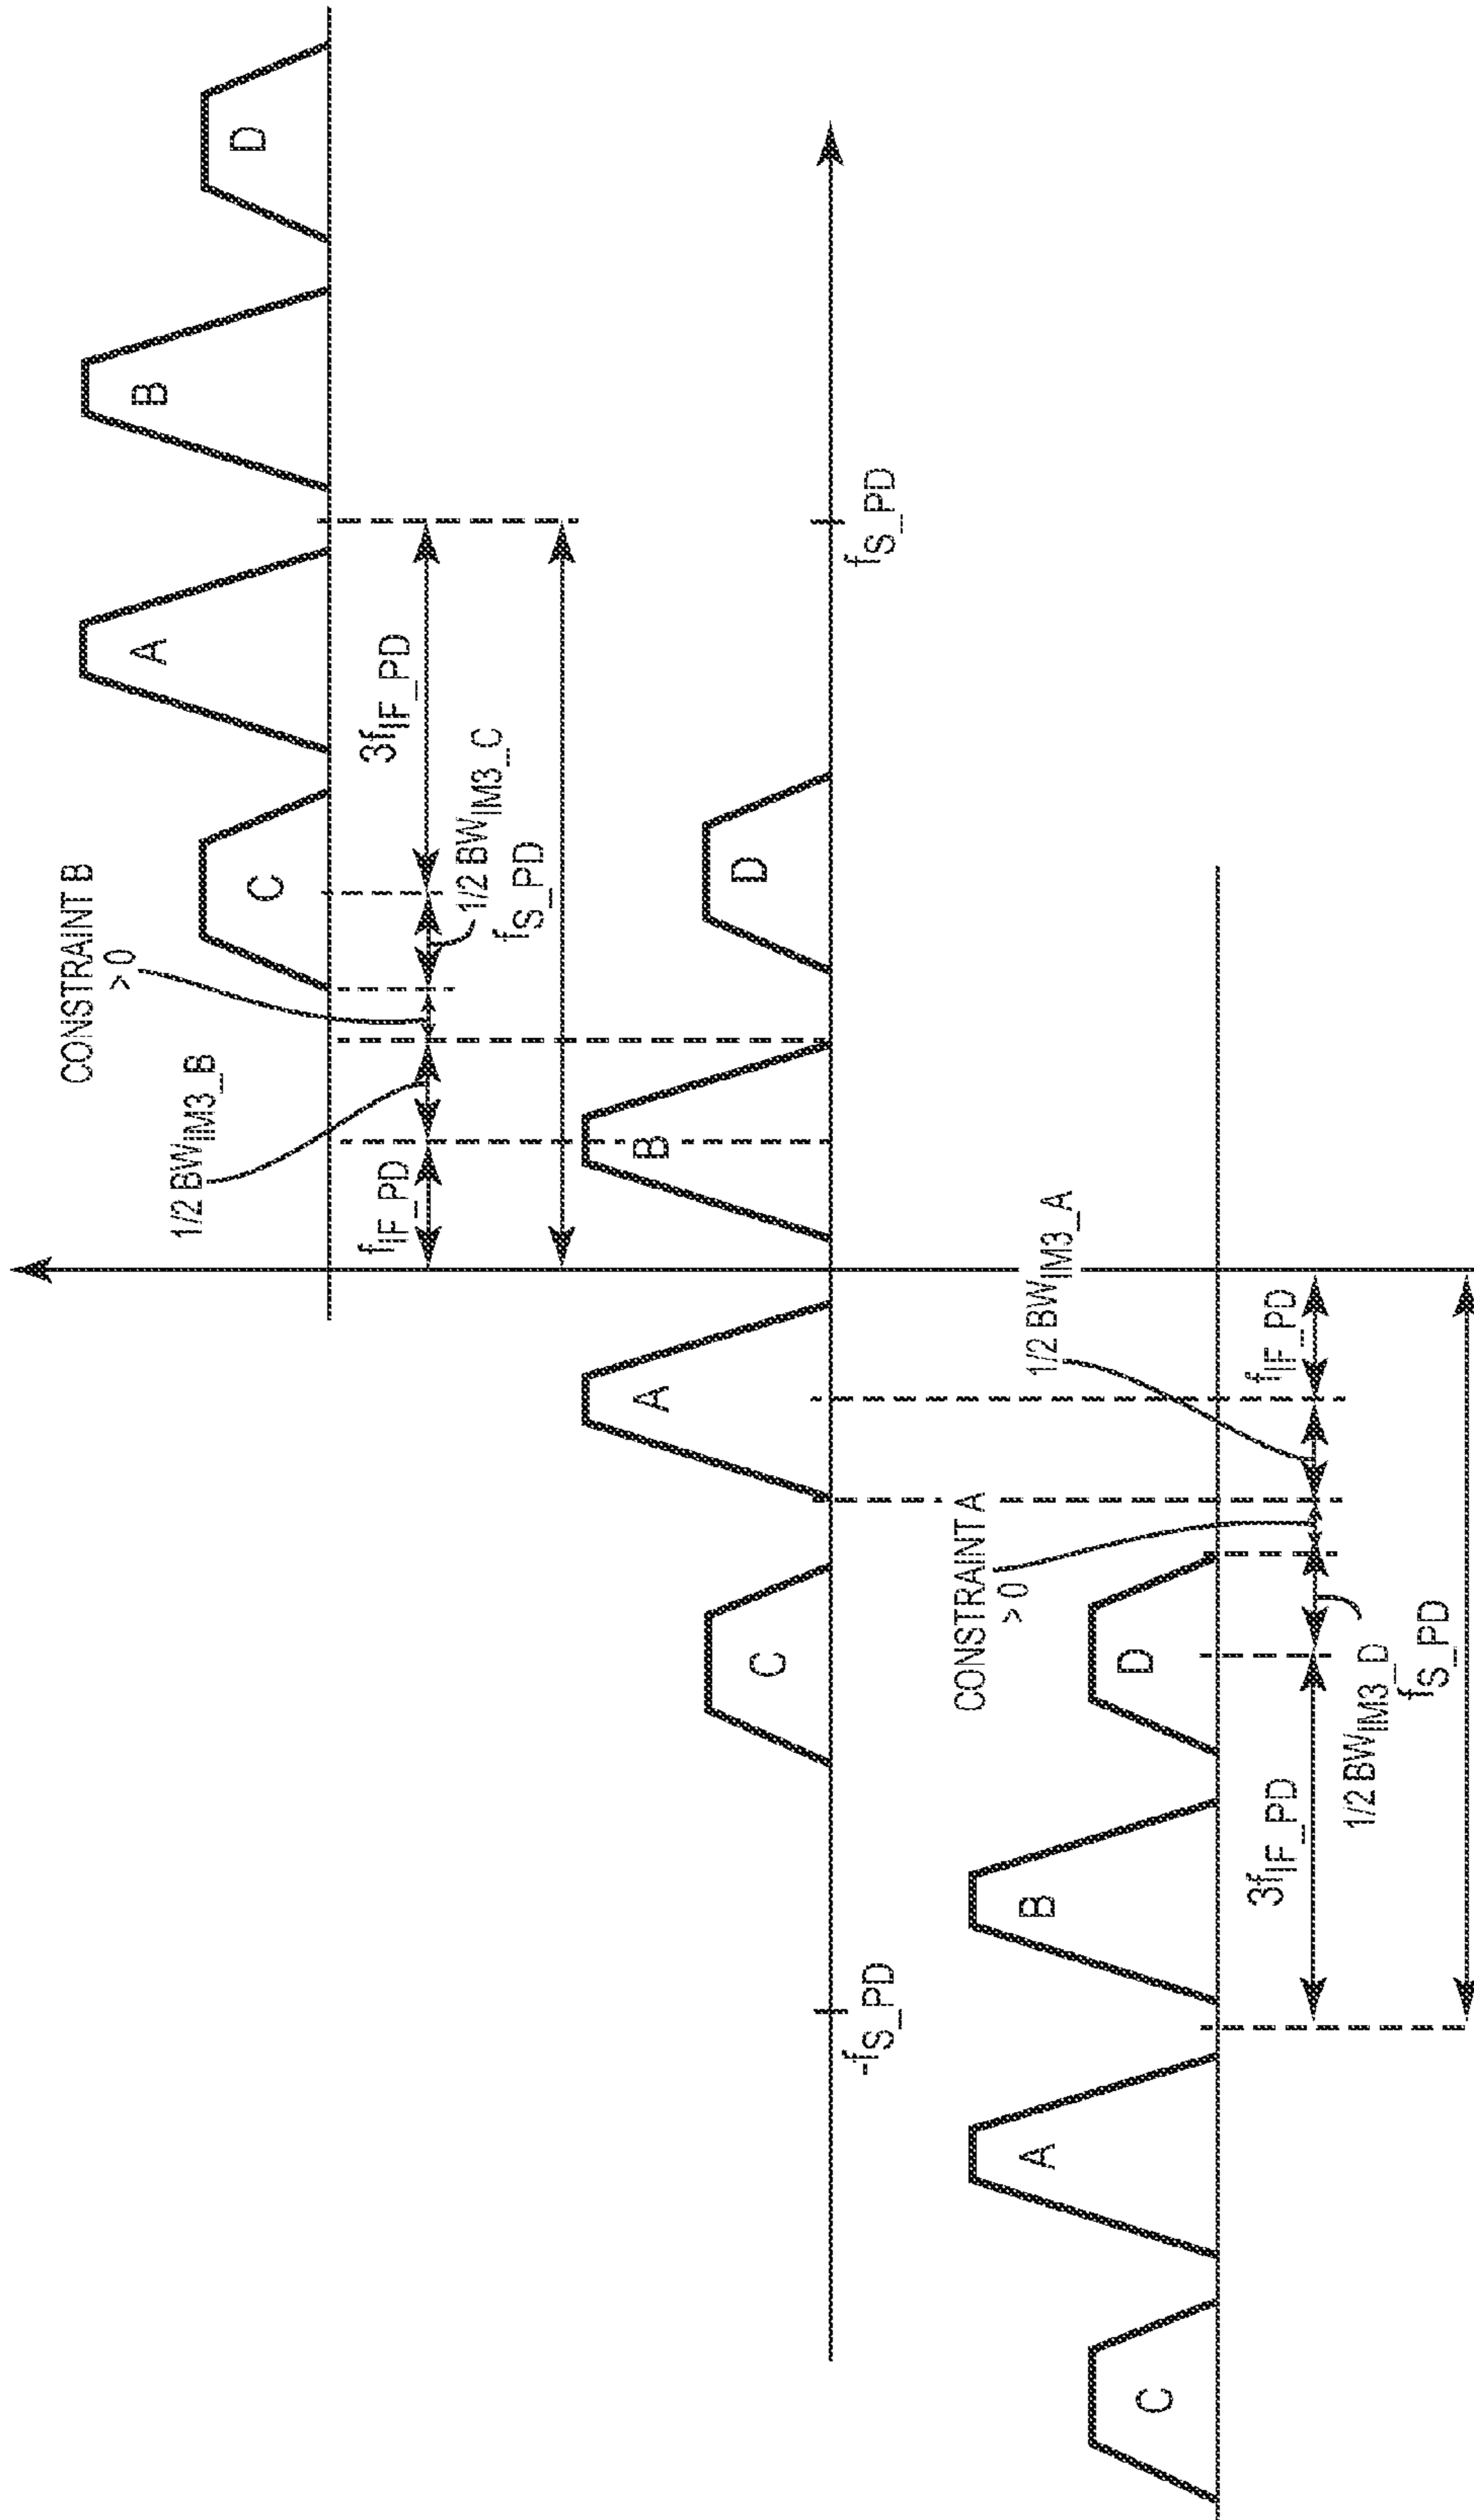 D
B
A
C
CONSTRAINT B
>0
1/2 BW_IM3_B
f_IF_PD
3f_IF_PD
1/2 BW_IM3_C
f_S_PD
C
A
B
D
-f_S_PD
f_S_PD
C
A
B
D
CONSTRAINT A
>0
1/2 BW_IM3_A
3f_IF_PD
f_IF_PD
1/2 BW_IM3_D
f_S_PD